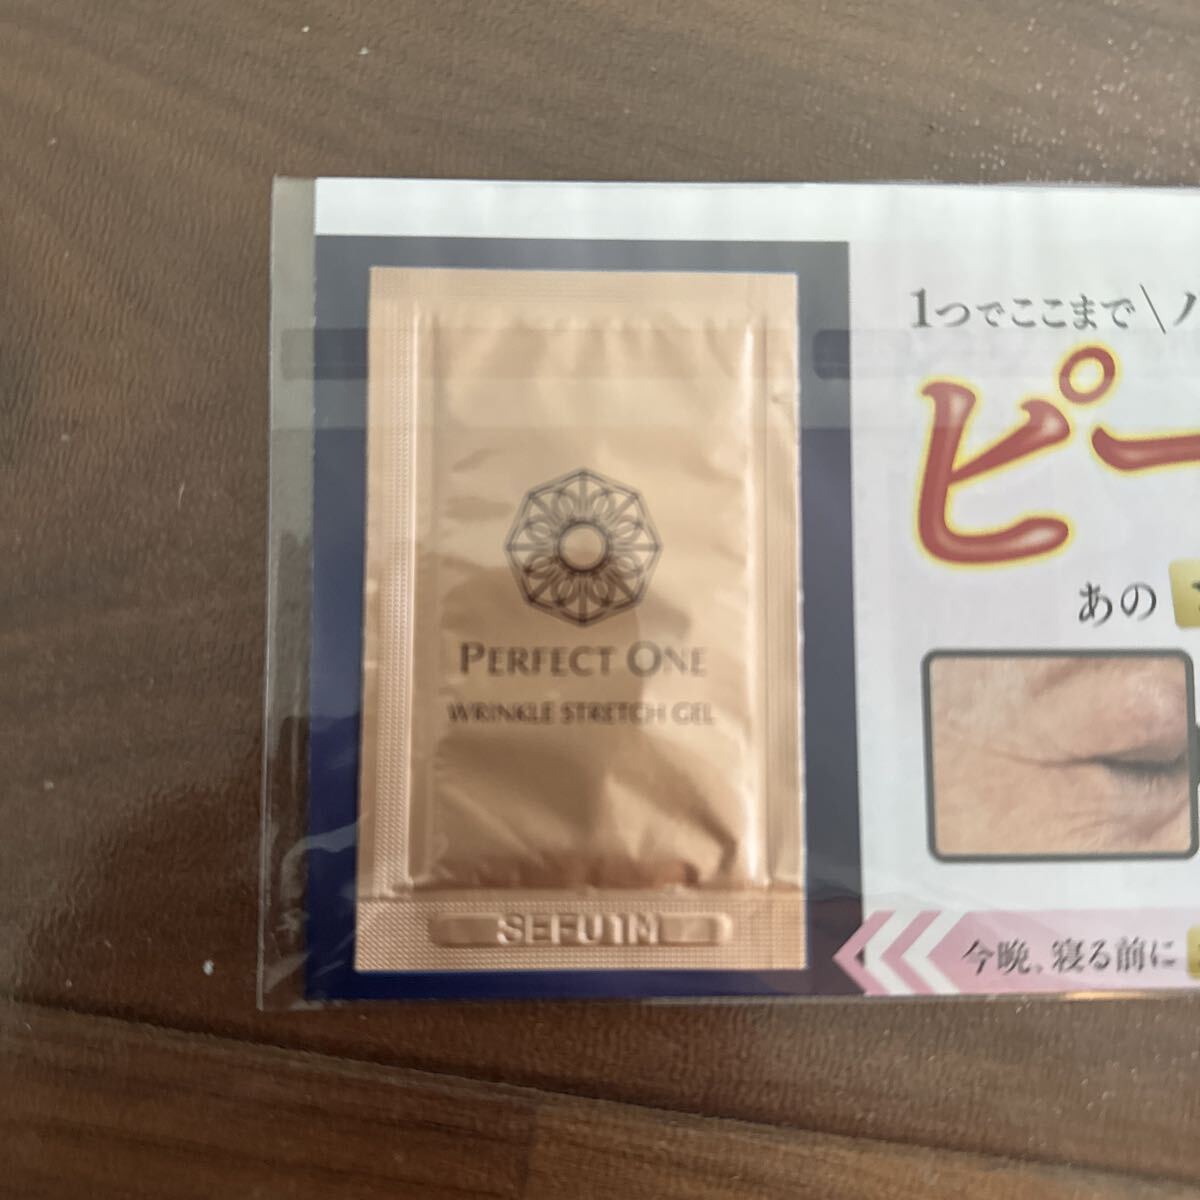 PERFECT ONE
WRINKLE STRETCH GEL
SEFU1M
1つでここまで
ピー
あの
今晩、寝る前に